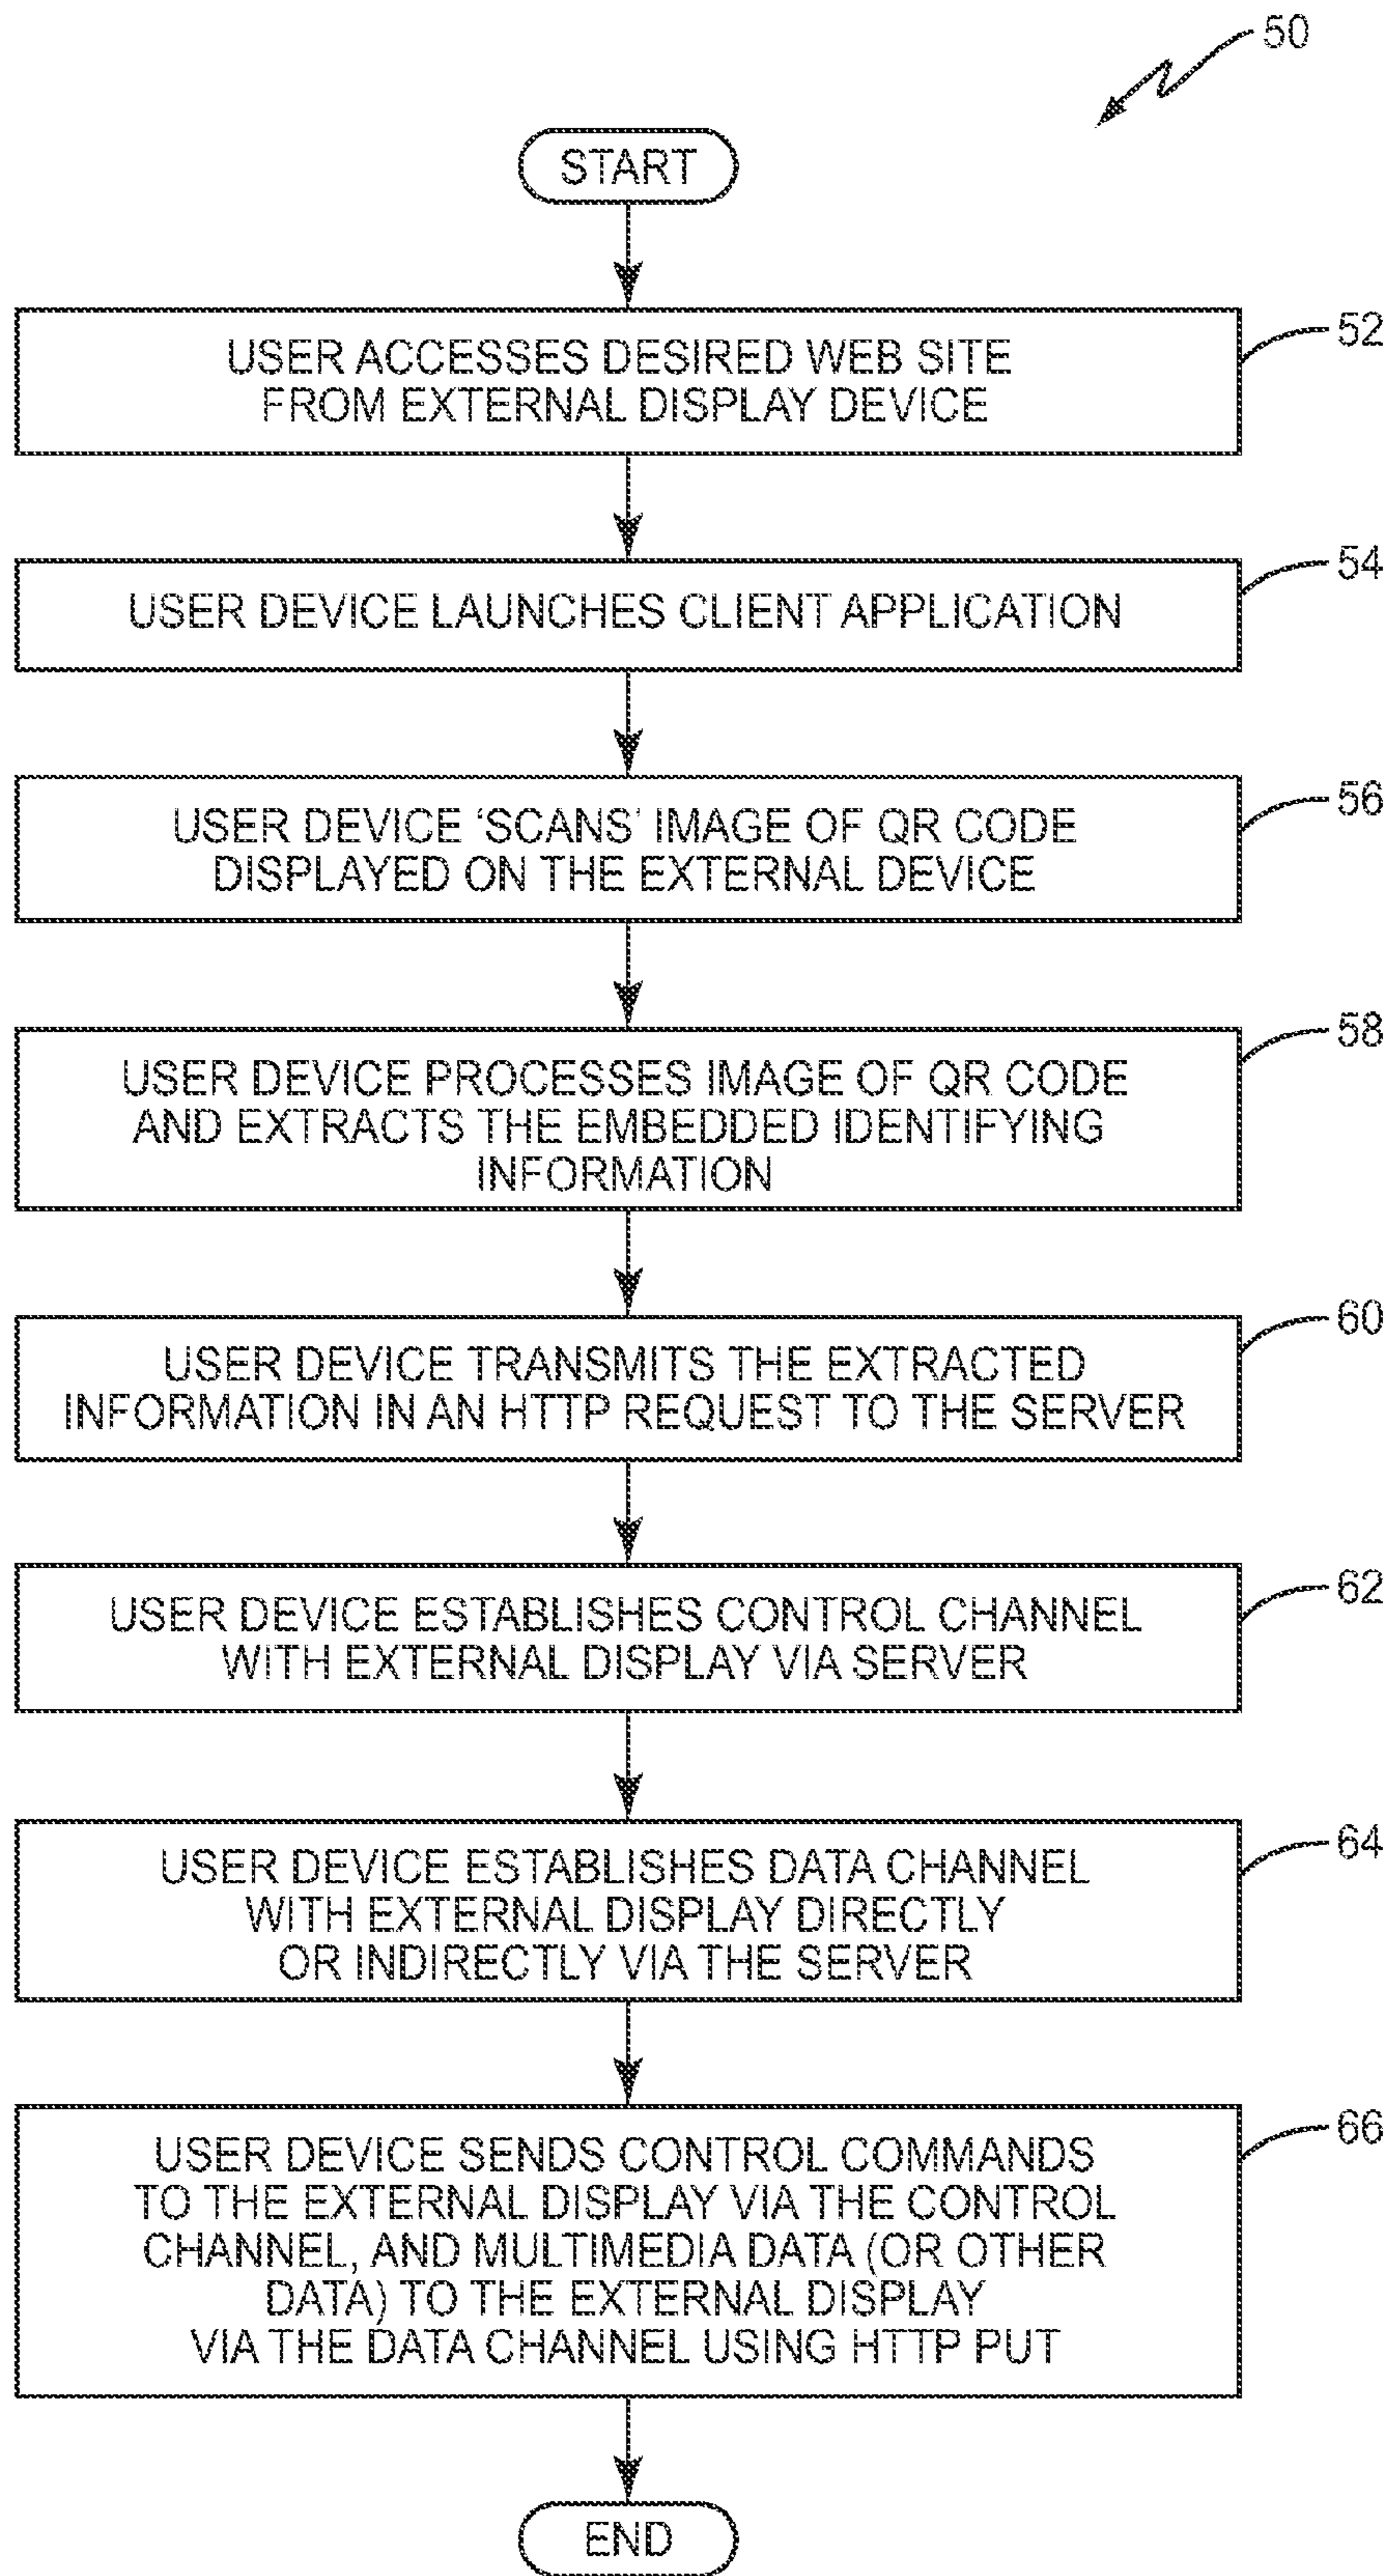 50
START
USER ACCESSES DESIRED WEB SITE
FROM EXTERNAL DISPLAY DEVICE
52
USER DEVICE LAUNCHES CLIENT APPLICATION
54
USER DEVICE ‘SCANS’ IMAGE OF QR CODE
DISPLAYED ON THE EXTERNAL DEVICE
56
USER DEVICE PROCESSES IMAGE OF QR CODE
AND EXTRACTS THE EMBEDDED IDENTIFYING
INFORMATION
58
USER DEVICE TRANSMITS THE EXTRACTED
INFORMATION IN AN HTTP REQUEST TO THE SERVER
60
USER DEVICE ESTABLISHES CONTROL CHANNEL
WITH EXTERNAL DISPLAY VIA SERVER
62
USER DEVICE ESTABLISHES DATA CHANNEL
WITH EXTERNAL DISPLAY DIRECTLY
OR INDIRECTLY VIA THE SERVER
64
USER DEVICE SENDS CONTROL COMMANDS
TO THE EXTERNAL DISPLAY VIA THE CONTROL
CHANNEL, AND MULTIMEDIA DATA (OR OTHER
DATA) TO THE EXTERNAL DISPLAY
VIA THE DATA CHANNEL USING HTTP PUT
66
END